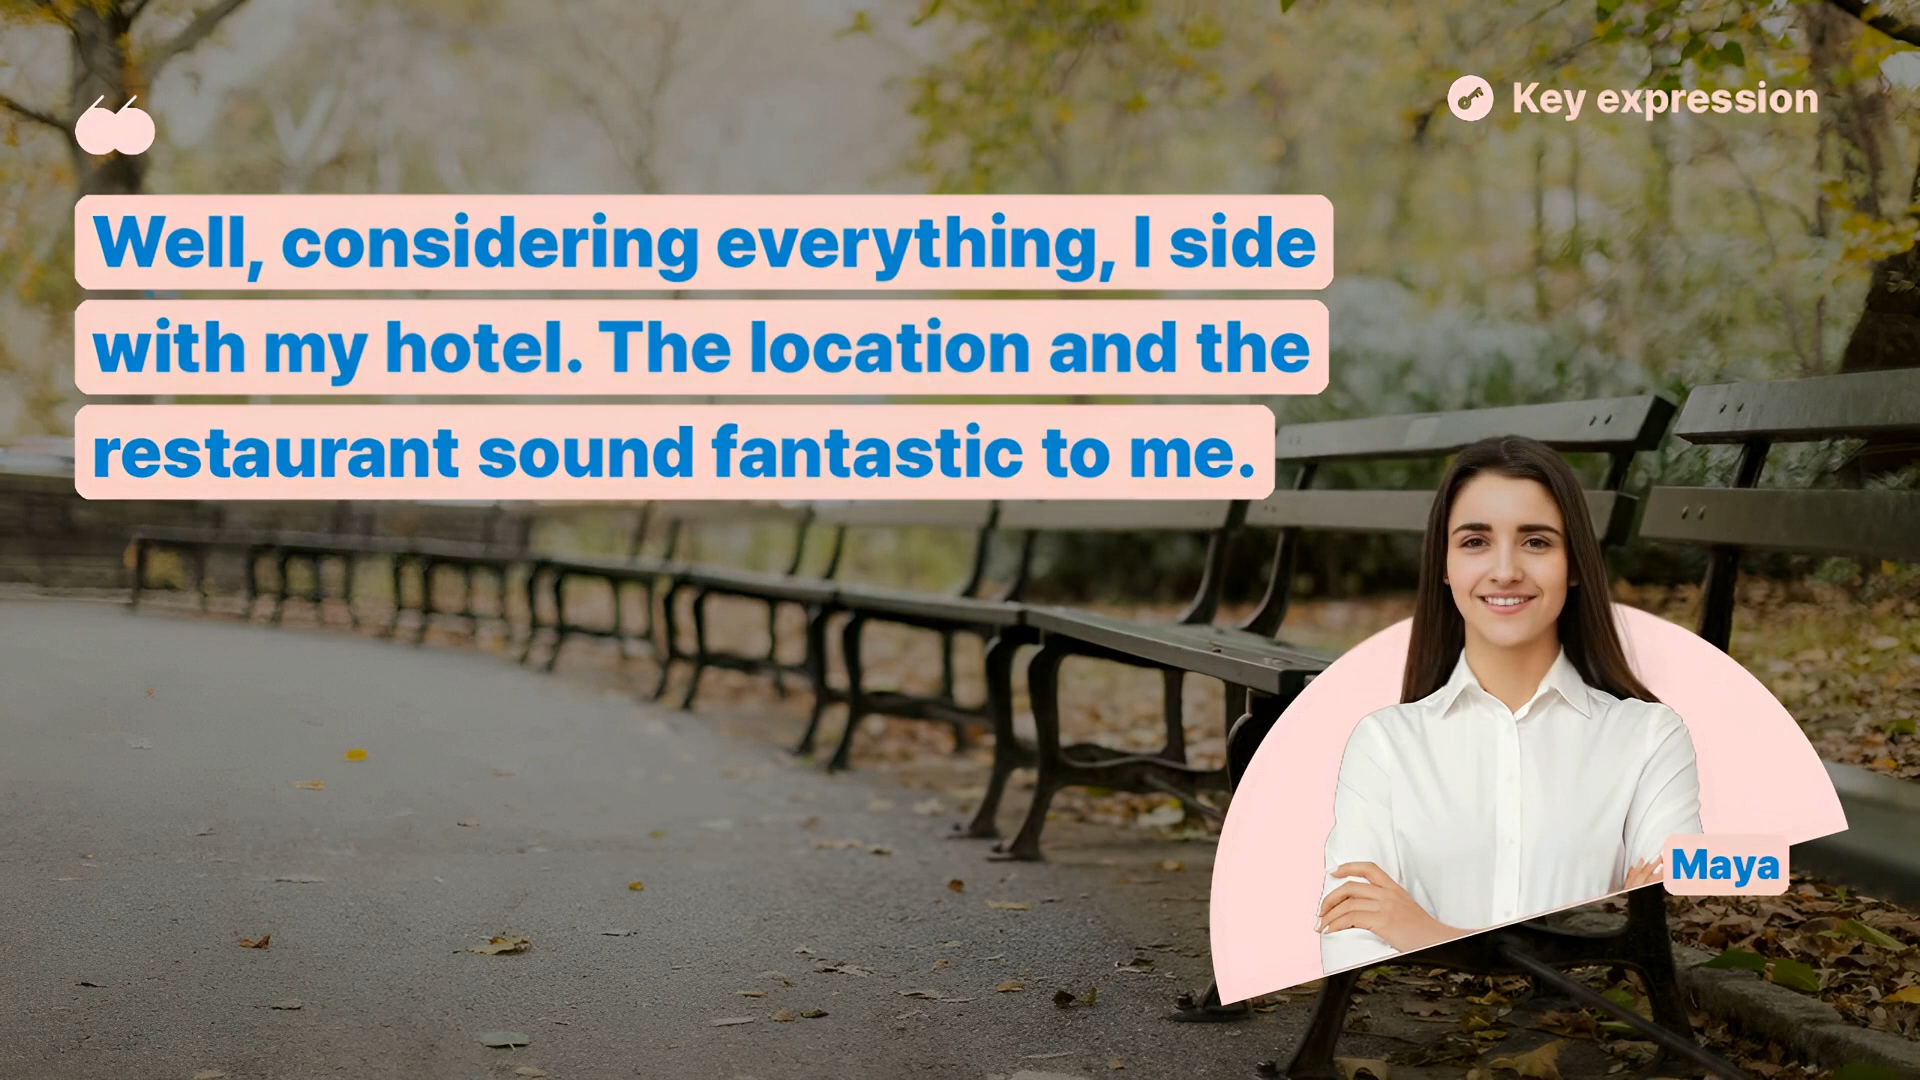 Key expression
Well, considering everything, I side
with my hotel. The location and the
restaurant sound fantastic to me.
Maya